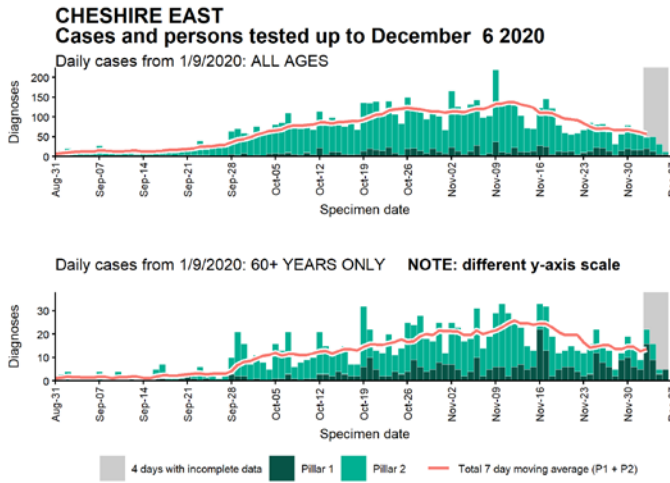 CHESHIRE EAST
Cases and persons tested up to December 6 2020
Daily cases from 1/9/2020: ALL AGES
Diagnoses
200
150
100
50
0
Aug-31
Sep-07
Sep-14
Sep-21
Sep-28
Oct-05
Oct-12
Oct-19
Oct-26
Nov-02
Nov-09
Nov-16
Nov-23
Nov-30
Specimen date
Daily cases from 1/9/2020: 60+ YEARS ONLY NOTE: different y-axis scale
Diagnoses
30
20
10
0
Aug-31
Sep-07
Sep-14
Sep-21
Sep-28
Oct-05
Oct-12
Oct-19
Oct-26
Nov-02
Nov-09
Nov-16
Nov-23
Nov-30
Specimen date
4 days with incomplete data Pillar 1 Pillar 2 Total 7 day moving average (P1 + P2)